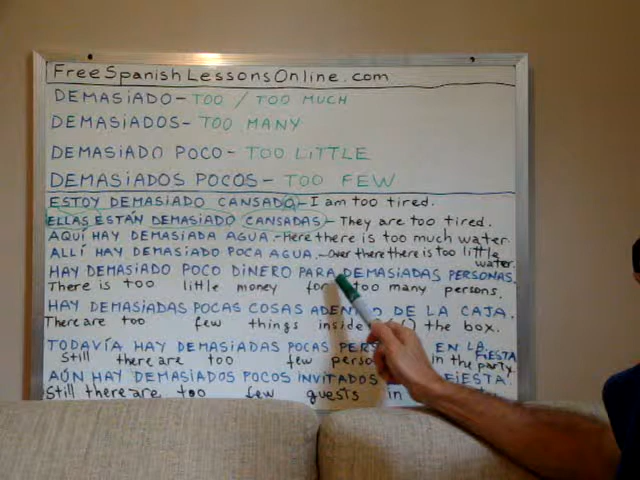 FreeSpanishLessonsOnline.com
DEMASiADO- TOO / TOO MUCH
DEMASiADOS- TOO MANY
DEMASiADO POCO - TOO LiTTLE
DEMASiADOS POCOS - TOO FEW
ESTOY DEMASiADO CANSADO- I am too tired.
ELLAS ESTÁN DEMASiADO CANSADAS- They are too tired.
AQUÍ HAY DEMASiADA AGUA.- Here there is too much water.
ALLÍ HAY DEMASiADO POCA AGUA.- Over there there is too little water.
HAY DEMASiADO POCO DiNERO PARA DEMASiADAS PERSONAS.
There is too little money for too many persons.
HAY DEMASiADAS POCAS COSAS DE LA CAJA.
There are too few things inside the box.
TODAVÍA HAY DEMASiADAS POCAS EN LA FiESTA
Still there are too few in the party.
AÚN HAY DEMASiADOS POCOS iNViTADOS FiESTA.
Still there are too few guests in